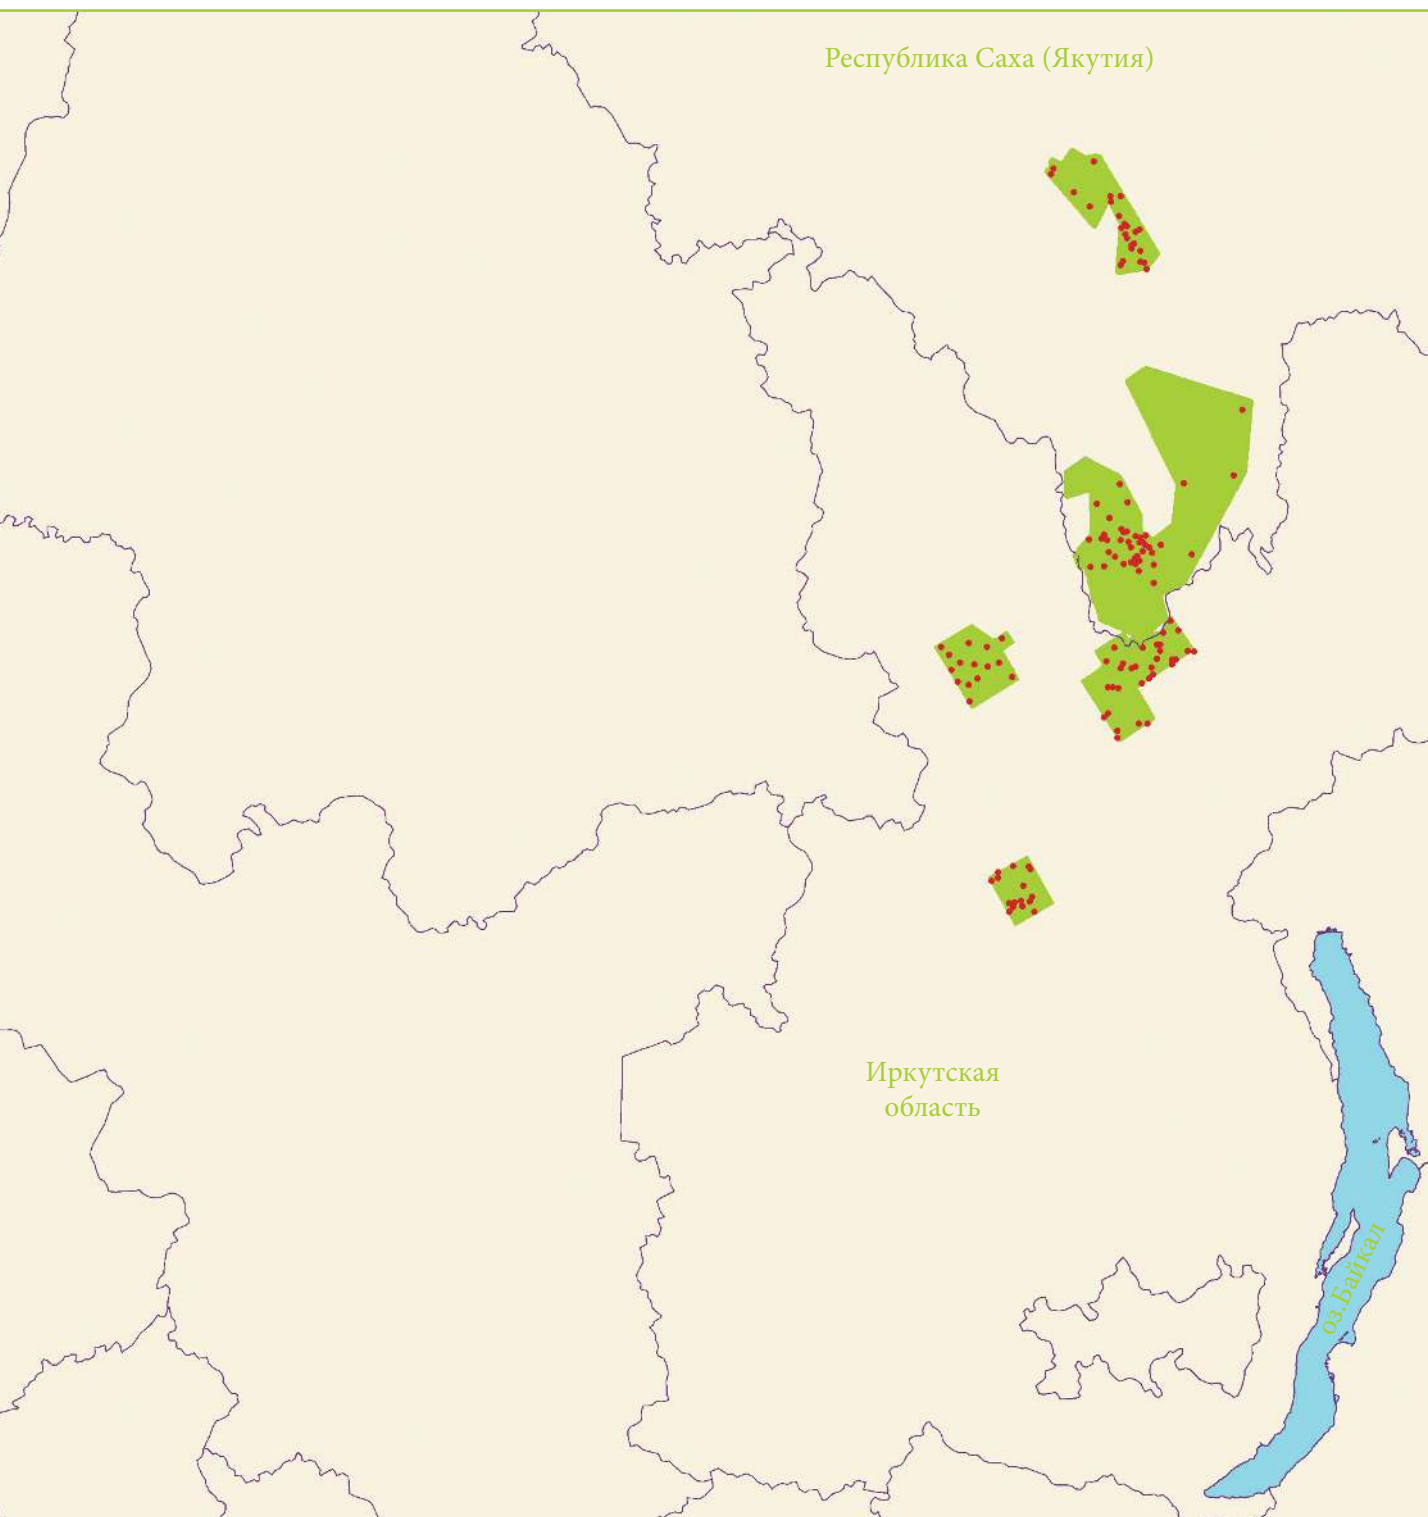 Республика Саха (Якутия)
Иркутская
область
оз.Байкал